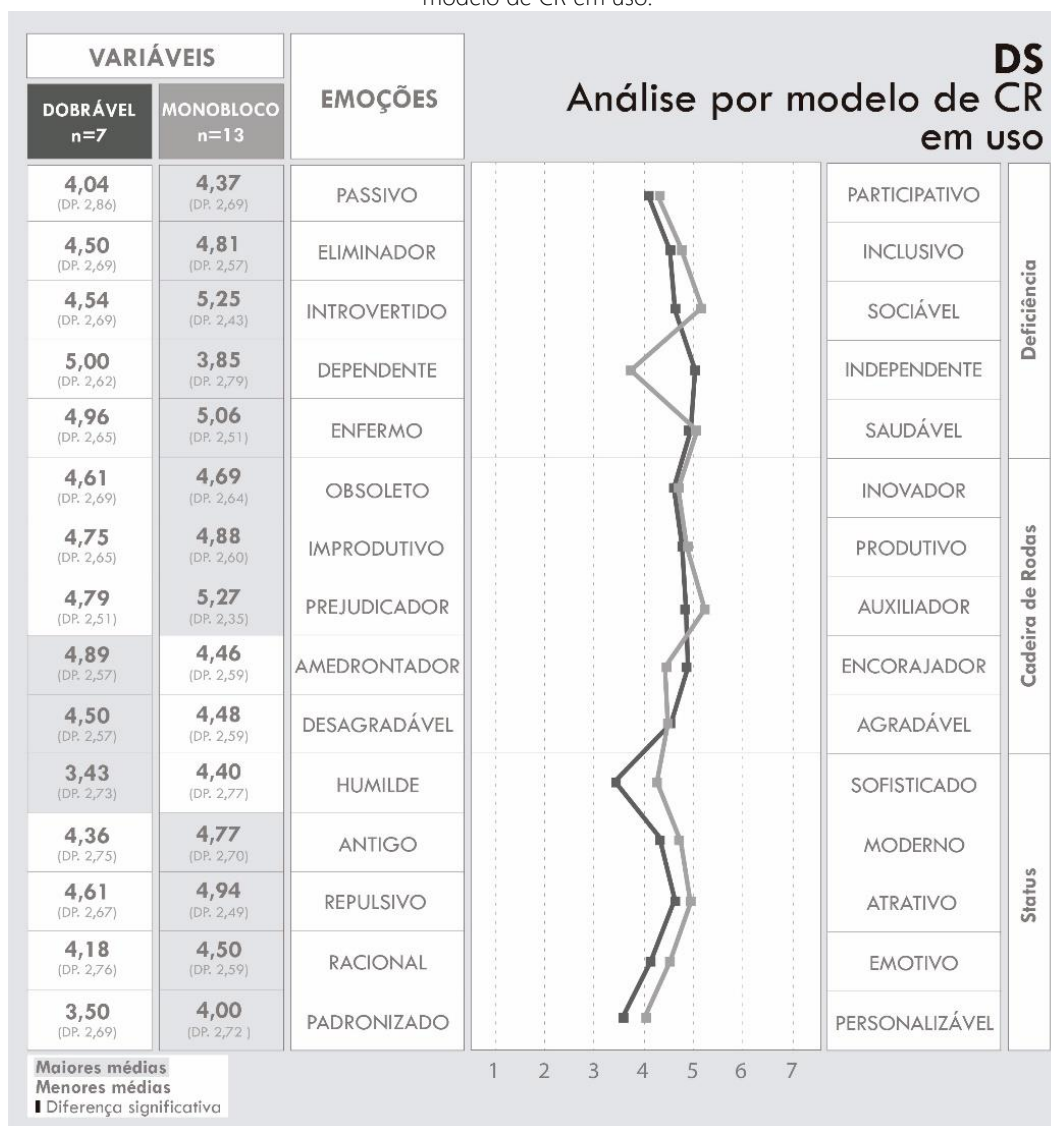 modelo de CR em uso.
VARIÁVEIS
DOBRÁVEL
n=7
MONOBLOCO
n=13
EMOÇÕES
DS
Análise por modelo de CR
em uso
4,04
(DP. 2,86)
4,37
(DP. 2,69)
PASSIVO
PARTICIPATIVO
4,50
(DP. 2,69)
4,81
(DP. 2,57)
ELIMINADOR
INCLUSIVO
4,54
(DP. 2,69)
5,25
(DP. 2,43)
INTROVERTIDO
SOCIÁVEL
5,00
(DP. 2,62)
3,85
(DP. 2,79)
DEPENDENTE
INDEPENDENTE
4,96
(DP. 2,65)
5,06
(DP. 2,51)
ENFERMO
SAUDÁVEL
Deficiência
4,61
(DP. 2,69)
4,69
(DP. 2,64)
OBSOLETO
INOVADOR
4,75
(DP. 2,65)
4,88
(DP. 2,60)
IMPRODUTIVO
PRODUTIVO
4,79
(DP. 2,51)
5,27
(DP. 2,35)
PREJUDICADOR
AUXILIADOR
4,89
(DP. 2,57)
4,46
(DP. 2,59)
AMEDRONTADOR
ENCORAJADOR
4,50
(DP. 2,57)
4,48
(DP. 2,59)
DESAGRADÁVEL
AGRADÁVEL
Cadeira de Rodas
3,43
(DP. 2,73)
4,40
(DP. 2,77)
HUMILDE
SOFISTICADO
4,36
(DP. 2,75)
4,77
(DP. 2,70)
ANTIGO
MODERNO
4,61
(DP. 2,67)
4,94
(DP. 2,49)
REPULSIVO
ATRATIVO
4,18
(DP. 2,76)
4,50
(DP. 2,59)
RACIONAL
EMOTIVO
3,50
(DP. 2,69)
4,00
(DP. 2,72 )
PADRONIZADO
PERSONALIZÁVEL
Status
1 2 3 4 5 6 7
Maiores médias
Menores médias
Diferença significativa